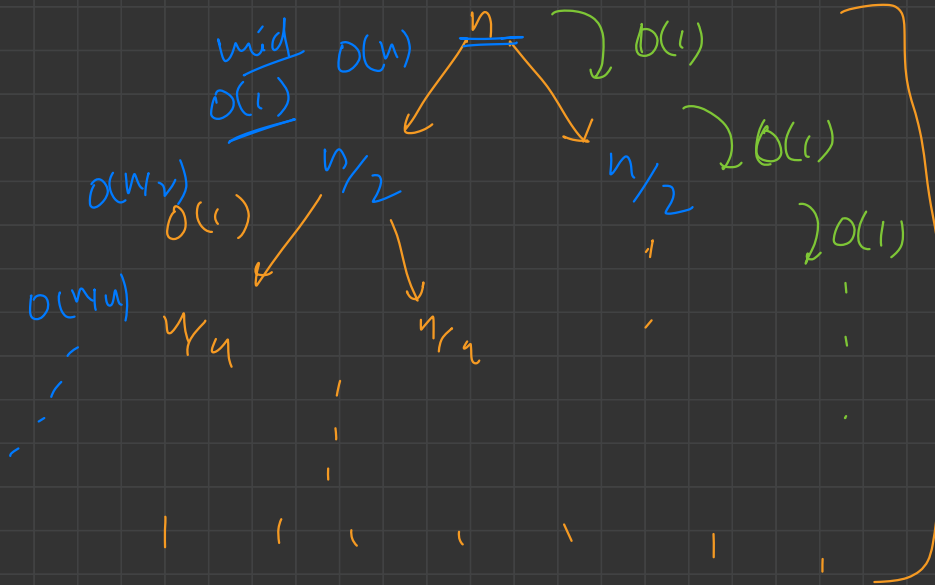 n
mid O(n) O(1)
O(1) O(1)
n/2 n/2
O(n/2)
O(1) O(1)
O(n/4)
n/4 n/4